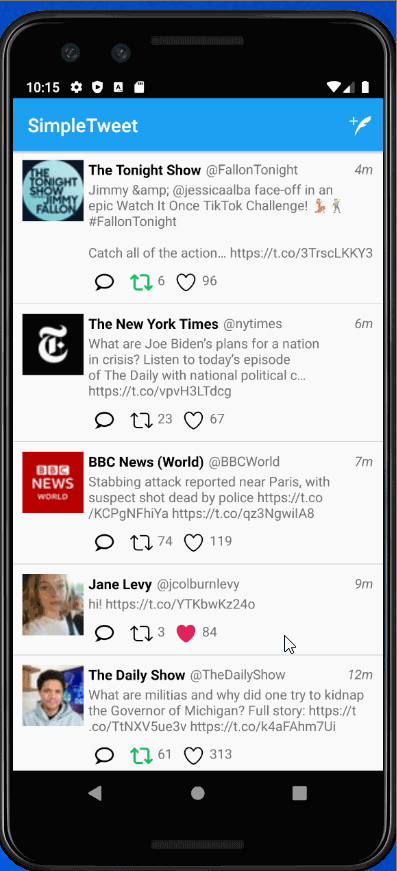 10:15
SimpleTweet
THE
TONIGHT
SHOW
JIMMY
FALLON
The Tonight Show @FallonTonight 4m
Jimmy &amp; @jessicaalba face-off in an
epic Watch It Once TikTok Challenge! 💃🏼 🕺🏼
#FallonTonight
Catch all of the action… https://t.co/3TrscLKKY3
6 96
The New York Times @nytimes 6m
What are Joe Biden's plans for a nation
in crisis? Listen to today's episode
of The Daily with national political c…
https://t.co/vpvH3LTdcg
23 67
BBC
NEWS
WORLD
BBC News (World) @BBCWorld 7m
Stabbing attack reported near Paris, with
suspect shot dead by police https://t.co
/KCPgNFhiYa https://t.co/qz3NgwiIA8
74 119
Jane Levy @jcolburnlevy 9m
hi! https://t.co/YTKbwKz24o
3 84
The Daily Show @TheDailyShow 12m
What are militias and why did one try to kidnap
the Governor of Michigan? Full story: https://t
.co/TtNXV5ue3v https://t.co/k4aFAhm7Ui
61 313